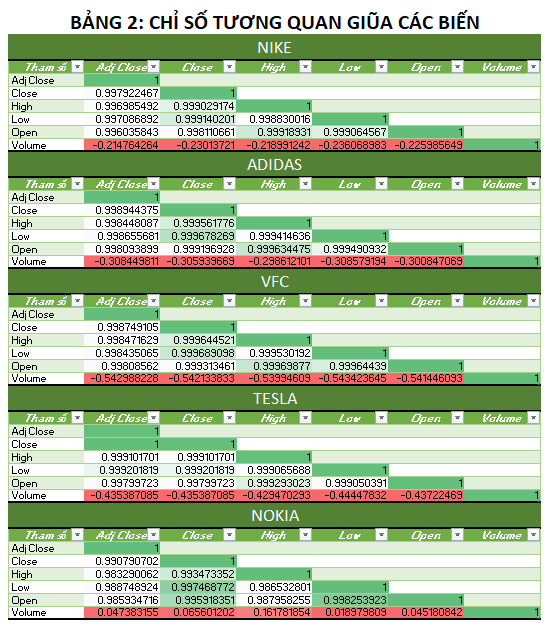 BẢNG 2: CHỈ SỐ TƯƠNG QUAN GIỮA CÁC BIẾN
NIKE
Tham số Adj Close Close High Low Open Volume
Adj Close 1
Close 0.997922467 1
High 0.996985492 0.999029174 1
Low 0.997086892 0.999140201 0.998830016 1
Open 0.996035843 0.998110661 0.99918931 0.999064567 1
Volume -0.214764264 -0.23013721 -0.218991242 -0.236068983 -0.225985649 1
ADIDAS
Tham số Adj Close Close High Low Open Volume
Adj Close 1
Close 0.998944375 1
High 0.998448087 0.999561776 1
Low 0.998655681 0.999678269 0.999414636 1
Open 0.998093899 0.999196928 0.999634475 0.999490932 1
Volume -0.308449811 -0.305939669 -0.298612101 -0.308579194 -0.300847069 1
VFC
Tham số Adj Close Close High Low Open Volume
Adj Close 1
Close 0.998749105 1
High 0.998471629 0.999644521 1
Low 0.998435065 0.999689098 0.999530192 1
Open 0.99808562 0.999313461 0.99969877 0.99964439 1
Volume -0.542988228 -0.542133833 -0.53994609 -0.543423645 -0.541446093 1
TESLA
Tham số Adj Close Close High Low Open Volume
Adj Close 1
Close 1 1
High 0.999101701 0.999101701 1
Low 0.999201819 0.999201819 0.999065688 1
Open 0.99799723 0.99799723 0.999293023 0.999050391 1
Volume -0.435387085 -0.435387085 -0.429470293 -0.44447832 -0.43722469 1
NOKIA
Tham số Adj Close Close High Low Open Volume
Adj Close 1
Close 0.990790702 1
High 0.983290062 0.993473352 1
Low 0.988748924 0.997468772 0.986532801 1
Open 0.985934716 0.995918351 0.987958255 0.998253923 1
Volume 0.047383155 0.065601202 0.161781854 0.018979809 0.045180842 1